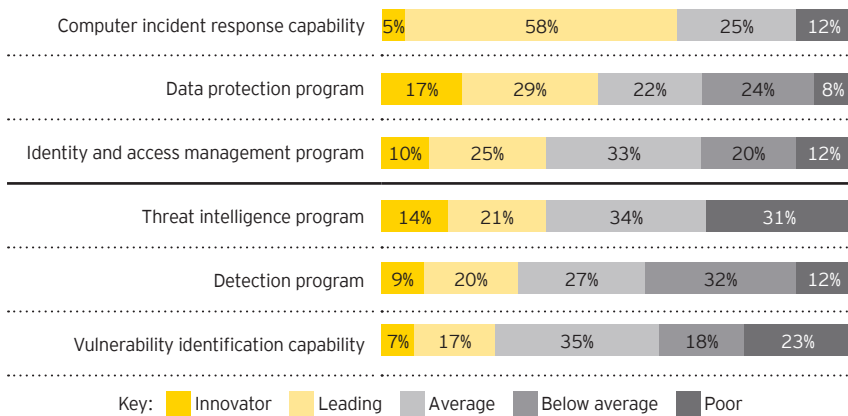 Computer incident response capability 5% 58% 25% 12%
Data protection program 17% 29% 22% 24% 8%
Identity and access management program 10% 25% 33% 20% 12%
Threat intelligence program 14% 21% 34% 31%
Detection program 9% 20% 27% 32% 12%
Vulnerability identification capability 7% 17% 35% 18% 23%
Key: Innovator Leading Average Below average Poor